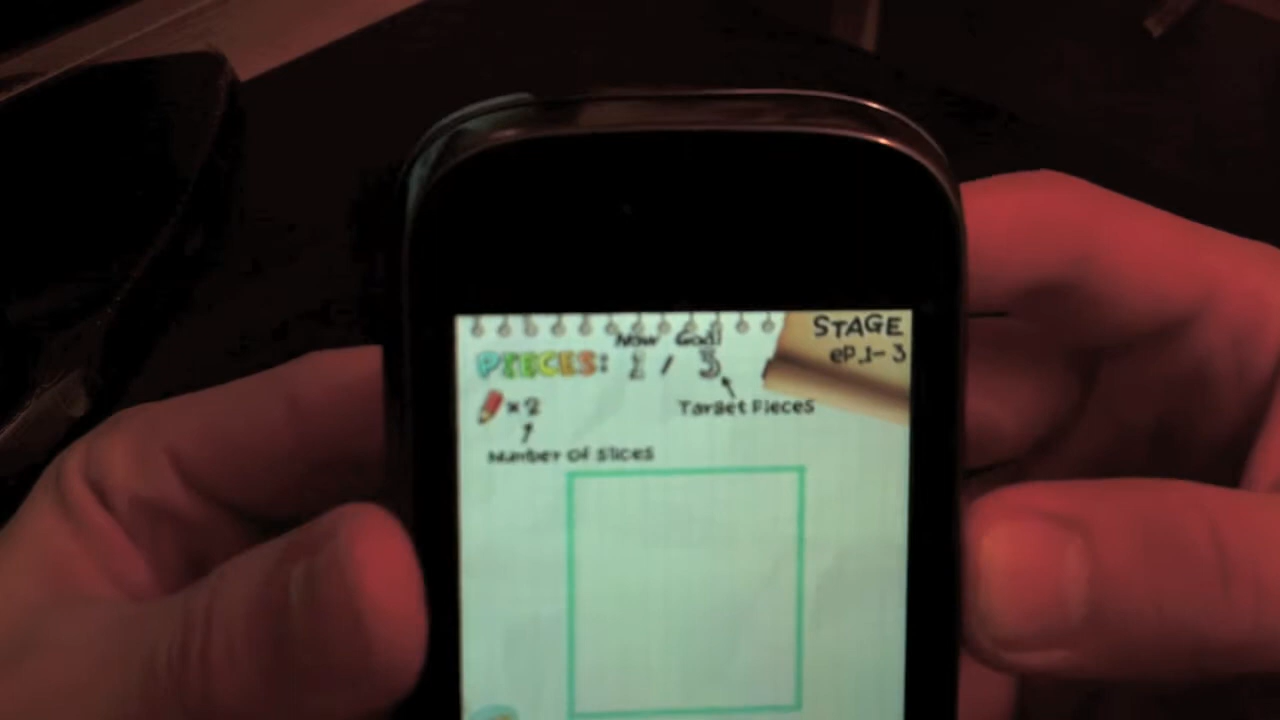 STAGE
eP.1-3
Now Goal!
PIECES: 1 / 3
×2
Target Pieces
Number of slices